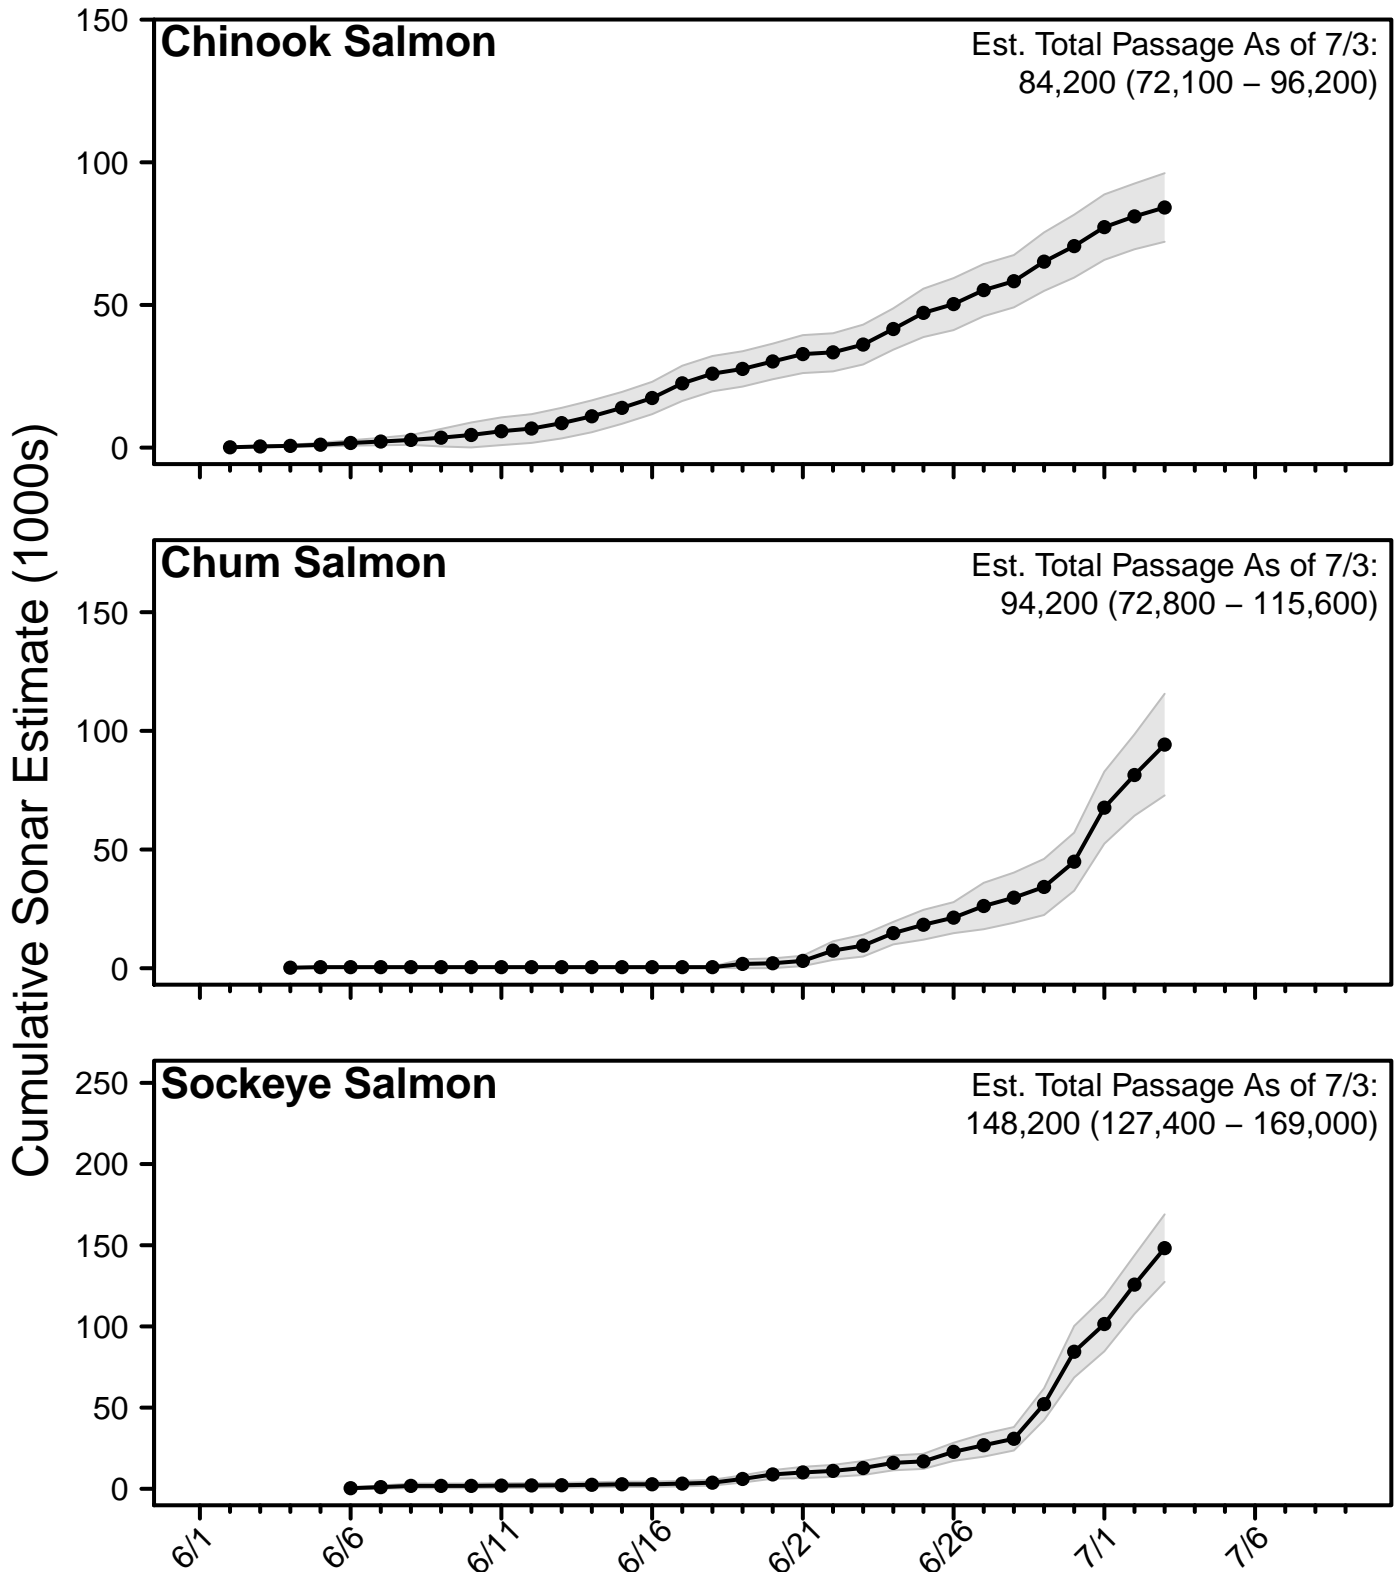 Cumulative Sonar Estimate (1000s)
Chinook Salmon
Est. Total Passage As of 7/3:
84,200 (72,100 – 96,200)
150
100
50
0
Chum Salmon
Est. Total Passage As of 7/3:
94,200 (72,800 – 115,600)
150
100
50
0
Sockeye Salmon
Est. Total Passage As of 7/3:
148,200 (127,400 – 169,000)
250
200
150
100
50
0
6/1 6/6 6/11 6/16 6/21 6/26 7/1 7/6